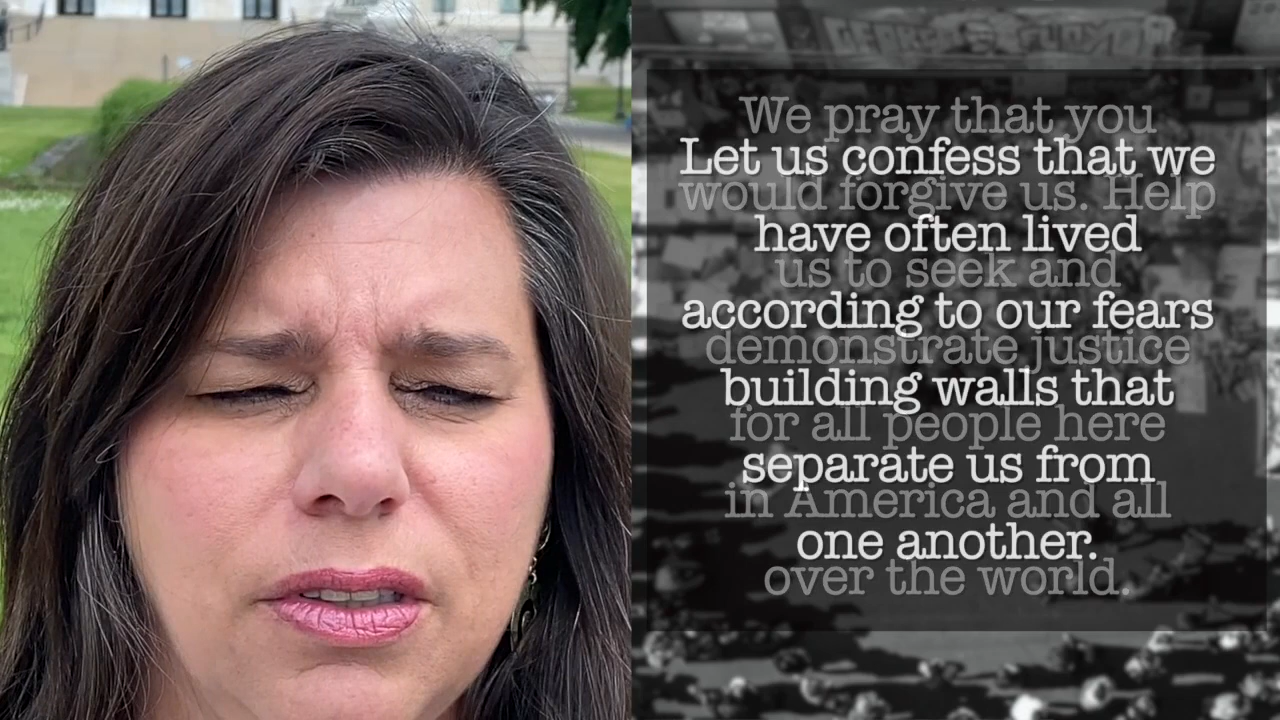 GEORGE FLOYD
We pray that you
Let us confess that we
would forgive us. Help
have often lived
us to seek and
according to our fears
demonstrate justice
building walls that
for all people here
separate us from
in America and all
one another.
over the world.